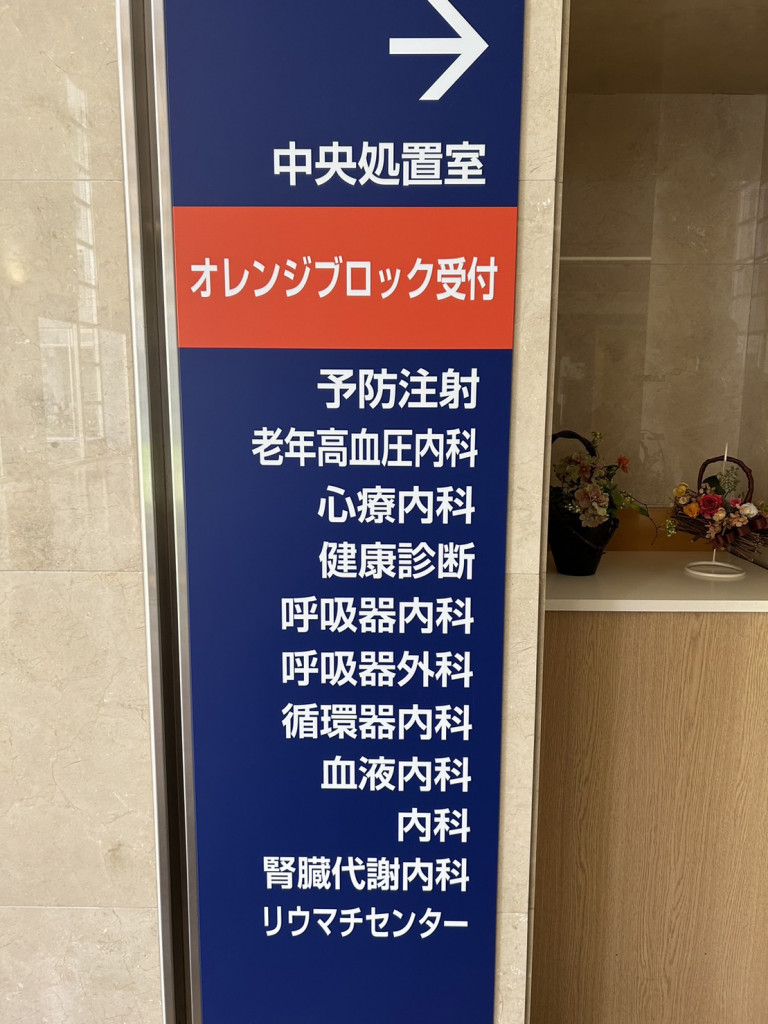 →
中央処置室
オレンジブロック受付
予防注射
老年高血圧内科
心療内科
健康診断
呼吸器内科
呼吸器外科
循環器内科
血液内科
内科
腎臓代謝内科
リウマチセンター